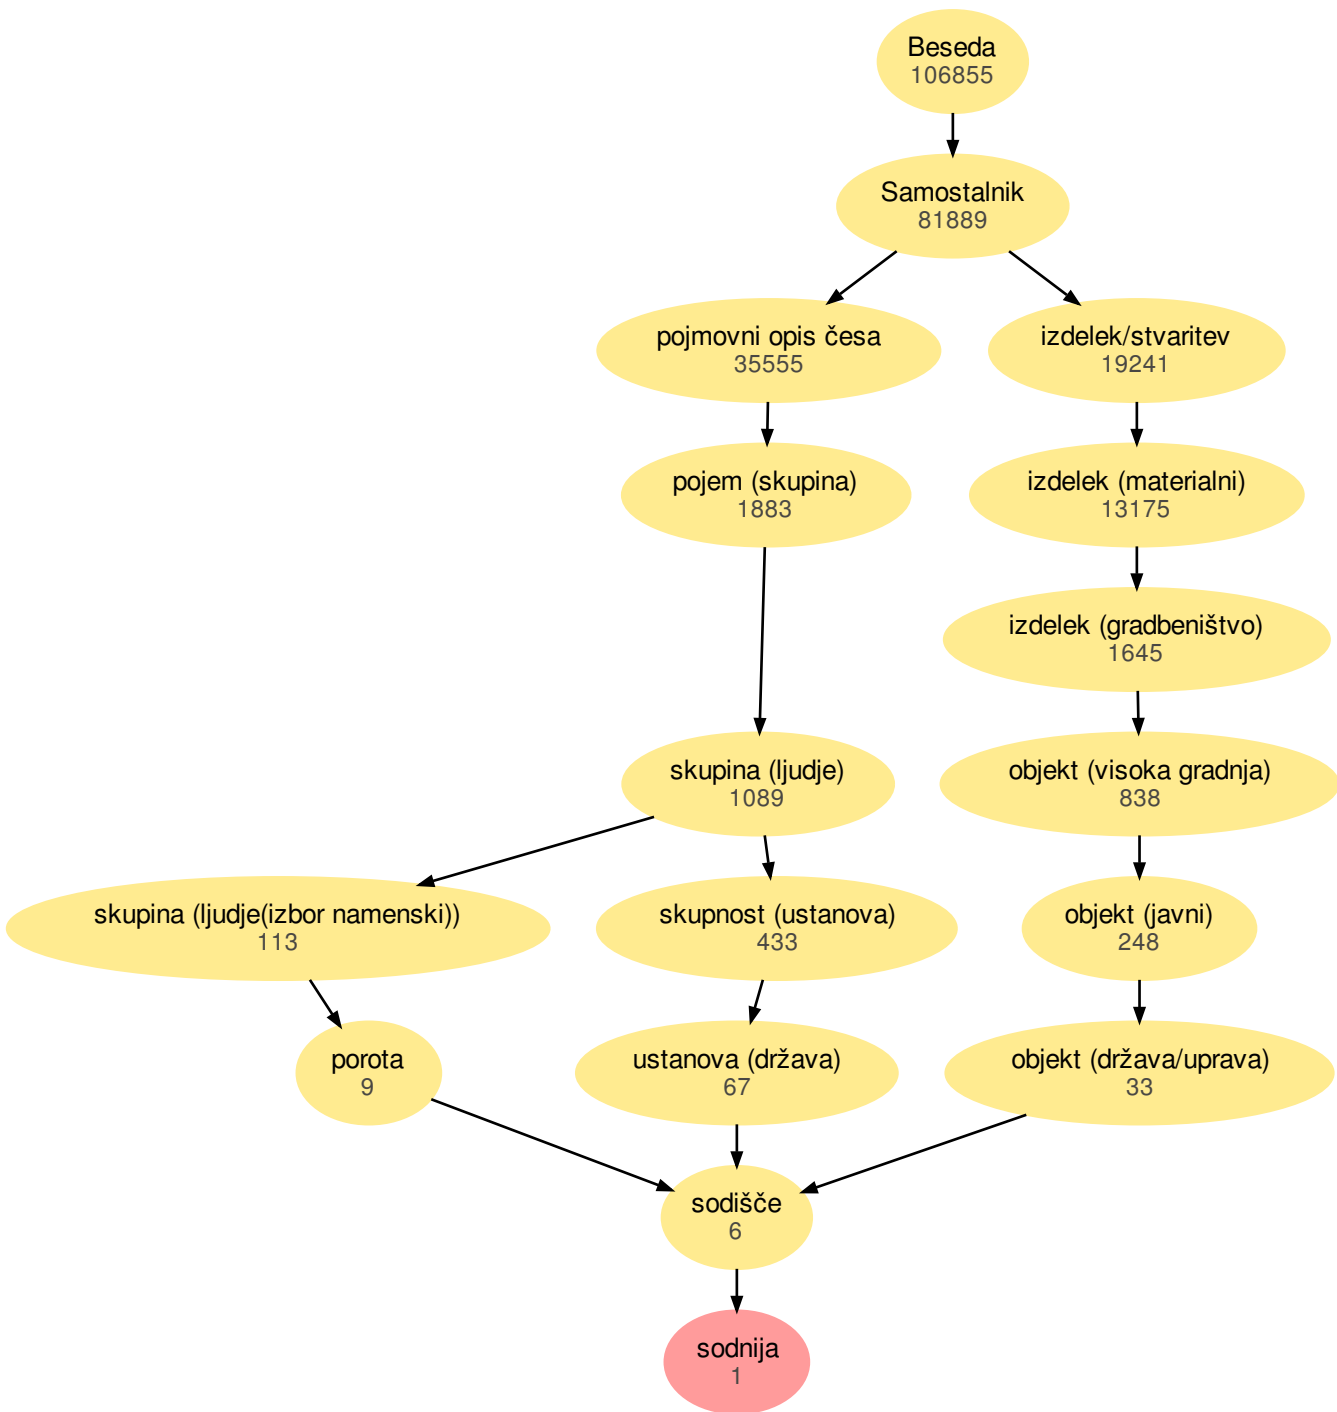 Beseda
106855
Samostalnik
81889
pojmovni opis česa
35555
izdelek/stvaritev
19241
pojem (skupina)
1883
izdelek (materialni)
13175
izdelek (gradbeništvo)
1645
skupina (ljudje)
1089
objekt (visoka gradnja)
838
skupina (ljudje(izbor namenski))
113
skupnost (ustanova)
433
objekt (javni)
248
porota
9
ustanova (država)
67
objekt (država/uprava)
33
sodišče
6
sodnija
1